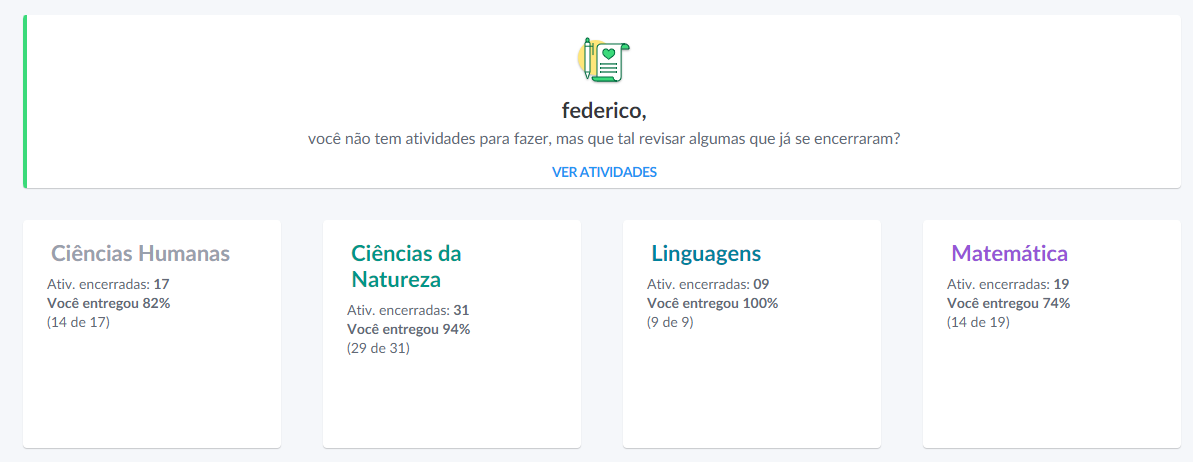 federico,
você não tem atividades para fazer, mas que tal revisar algumas que já se encerraram?
VER ATIVIDADES
Ciências Humanas
Ativ. encerradas: 17
Você entregou 82%
(14 de 17)
Ciências da
Natureza
Ativ. encerradas: 31
Você entregou 94%
(29 de 31)
Linguagens
Ativ. encerradas: 09
Você entregou 100%
(9 de 9)
Matemática
Ativ. encerradas: 19
Você entregou 74%
(14 de 19)